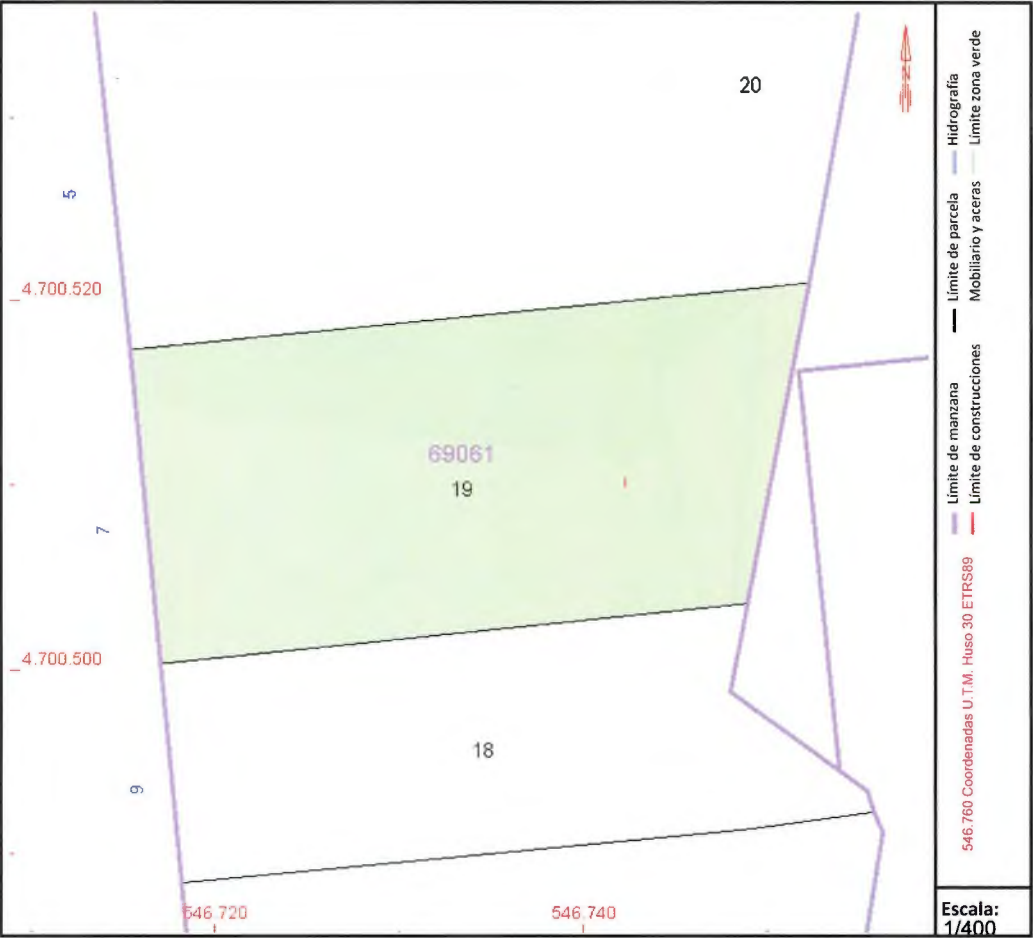 20
5
4.700.520
69061
19
7
4.700.500
18
9
546.720
546.740
N
546.760 Coordenadas U.T.M. Huso 30 ETRS89
Límite de manzana
Límite de parcela
Hidrografía
Límite de construcciones
Mobiliario y aceras
Límite zona verde
Escala:
1/400